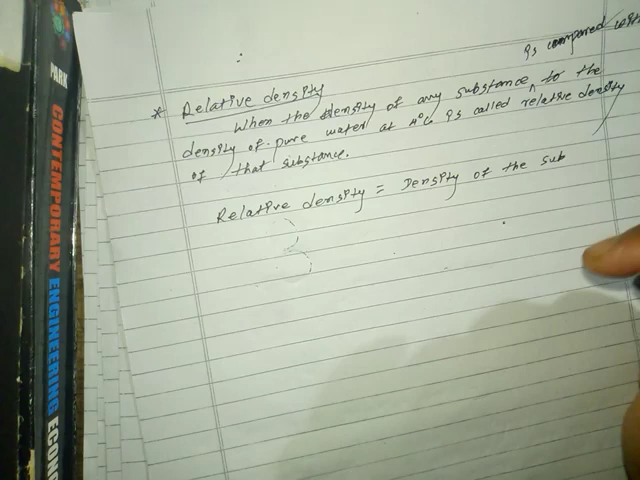 PARK
CONTEMPORARY ENGINEERING ECON
is compared with
* Relative density
When the density of any substance ^ to the
density of pure water at 4°C is called relative density
of that substance.
Relative density = Density of the sub